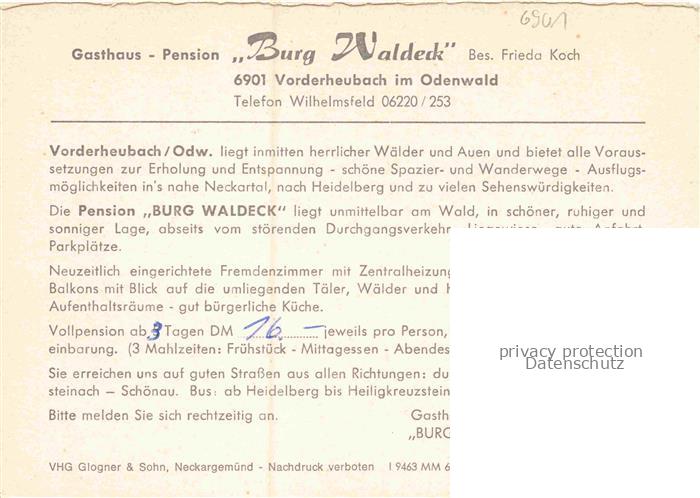 6901
Gasthaus - Pension „Burg Waldeck" Bes. Frieda Koch
6901 Vorderheubach im Odenwald
Telefon Wilhelmsfeld 06220/253
Vorderheubach/Odw. liegt inmitten herrlicher Wälder und Auen und bietet alle Voraus-
setzungen zur Erholung und Entspannung - schöne Spazier- und Wanderwege - Ausflugs-
möglichkeiten in's nahe Neckartal, nach Heidelberg und zu vielen Sehenswürdigkeiten.
Die Pension „BURG WALDECK" liegt unmittelbar am Wald, in schöner, ruhiger und
sonniger Lage, abseits vom störenden Durchgangsverkehr. Liegewiese, gute Anfahrt,
Parkplätze.
Neuzeitlich eingerichtete Fremdenzimmer mit Zentralheizung
Balkons mit Blick auf die umliegenden Täler, Wälder und
Aufenthaltsräume - gut bürgerliche Küche.
Vollpension ab 3 Tagen DM 16.- jeweils pro Person,
einbarung. (3 Mahlzeiten: Frühstück - Mittagessen - Abendes
Sie erreichen uns auf guten Straßen aus allen Richtungen: du
steinach - Schönau. Bus: ab Heidelberg bis Heiligkreuzstein
Bitte melden Sie sich rechtzeitig an. Gasth
„BURG
VHG Glogner & Sohn, Neckargemünd - Nachdruck verboten I 9463 MM 6
privacy protection
Datenschutz